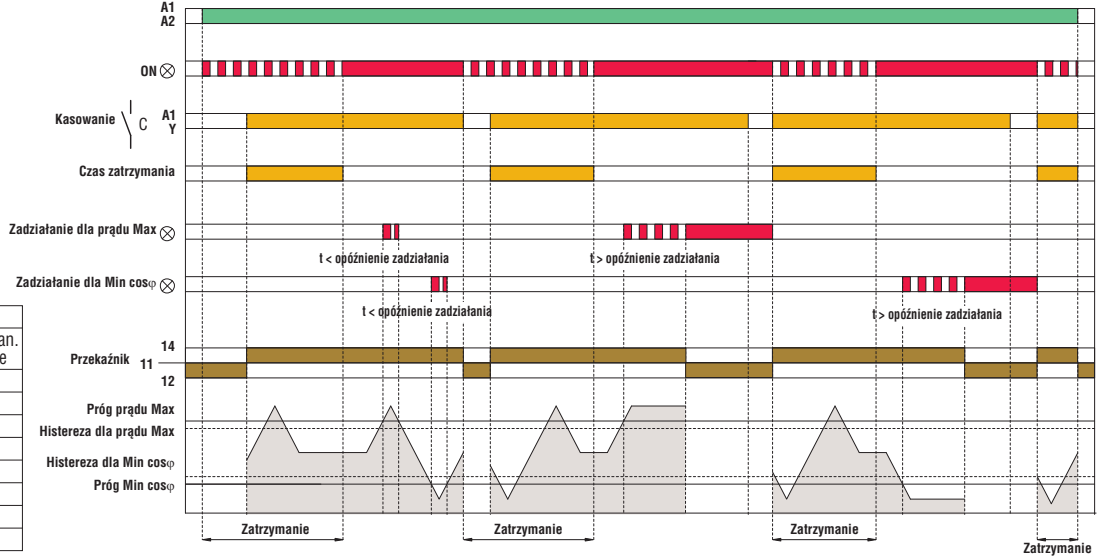 A1
A2
ON
Kasowanie
C
A1
Y
Czas zatrzymania
Zadziałanie dla prądu Max
t < opóźnienie zadziałania
t > opóźnienie zadziałania
Zadziałanie dla Min cosφ
t < opóźnienie zadziałania
t > opóźnienie zadziałania
an.
e
Przekaźnik
14
11
12
Próg prądu Max
Histereza dla prądu Max
Histereza dla Min cosφ
Próg Min cosφ
Zatrzymanie
Zatrzymanie
Zatrzymanie
Zatrzymanie